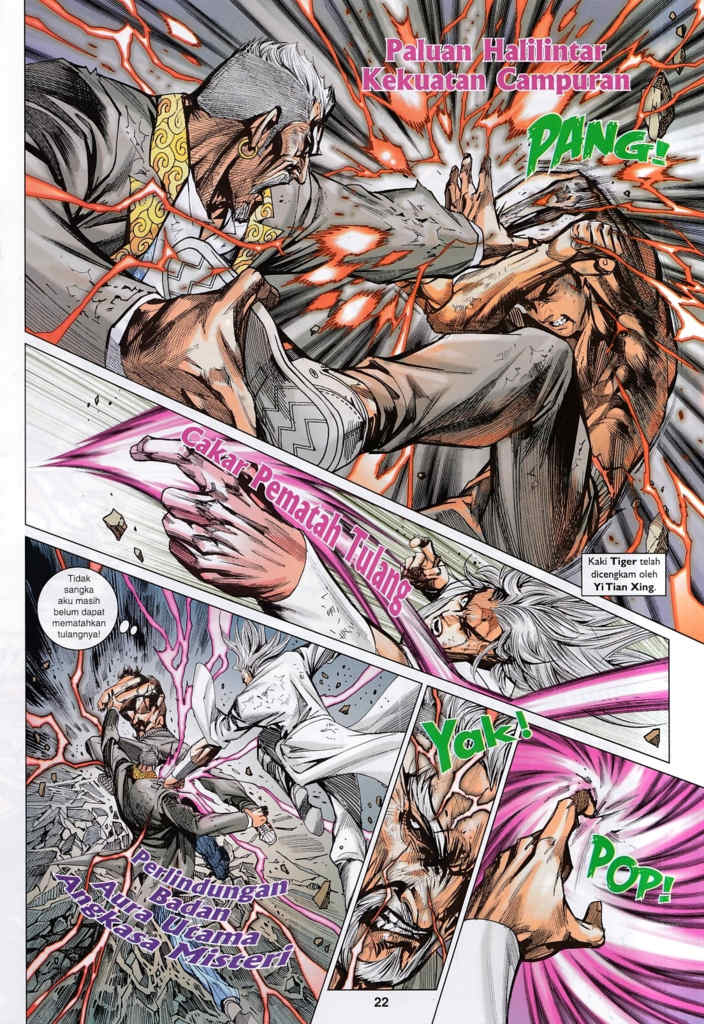 Paluan Halilintar
Kekuatan Campuran
PANG!
Kaki Tiger telah
dicengkam oleh
Yi Tian Xing.
Cakar Pematah Tulang
Tidak
sangka
aku masih
belum dapat
mematahkan
tulangnya!
Perlindungan
Badan
Aura Utama
Angkasa Misteri
Yak!
POP!
22